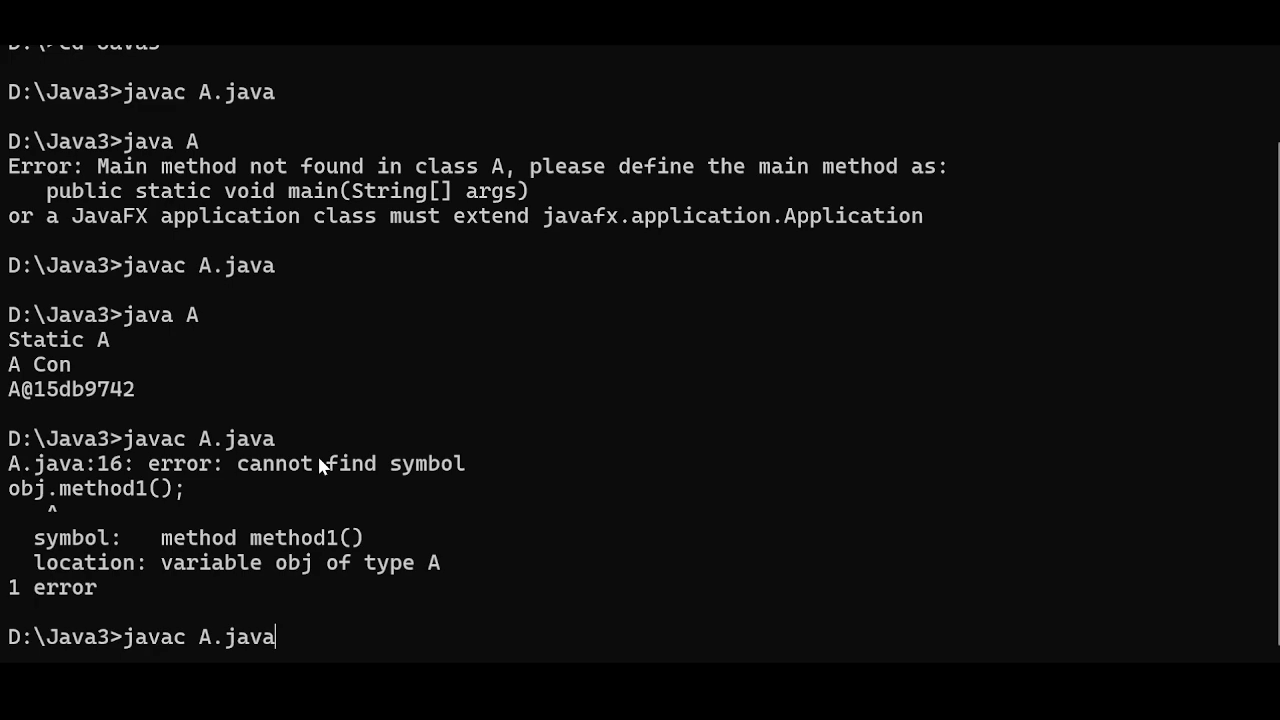 D:\Java3>javac A.java
D:\Java3>java A
Error: Main method not found in class A, please define the main method as:
   public static void main(String[] args)
or a JavaFX application class must extend javafx.application.Application
D:\Java3>javac A.java
D:\Java3>java A
Static A
A Con
A@15db9742
D:\Java3>javac A.java
A.java:16: error: cannot find symbol
obj.method1();
   ^
  symbol:   method method1()
  location: variable obj of type A
1 error
D:\Java3>javac A.java